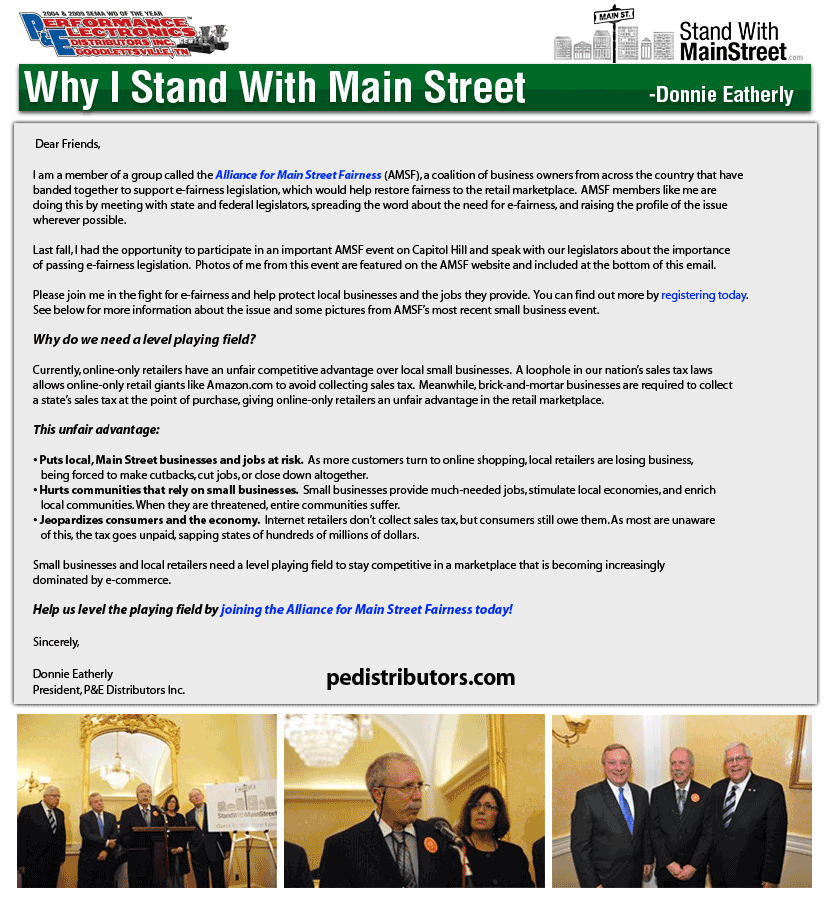 2004 & 2009 SEMA WD OF THE YEAR
PERFORMANCE
P&E ELECTRONICS
DISTRIBUTORS INC.
GOODLETTSVILLE, TN
MAIN ST.
Stand With
MainStreet.com
Why I Stand With Main Street
-Donnie Eatherly
Dear Friends,
I am a member of a group called the Alliance for Main Street Fairness (AMSF), a coalition of business owners from across the country that have
banded together to support e-fairness legislation, which would help restore fairness to the retail marketplace. AMSF members like me are
doing this by meeting with state and federal legislators, spreading the word about the need for e-fairness, and raising the profile of the issue
wherever possible.
Last fall, I had the opportunity to participate in an important AMSF event on Capitol Hill and speak with our legislators about the importance
of passing e-fairness legislation. Photos of me from this event are featured on the AMSF website and included at the bottom of this email.
Please join me in the fight for e-fairness and help protect local businesses and the jobs they provide. You can find out more by registering today.
See below for more information about the issue and some pictures from AMSF's most recent small business event.
Why do we need a level playing field?
Currently, online-only retailers have an unfair competitive advantage over local small businesses. A loophole in our nation's sales tax laws
allows online-only retail giants like Amazon.com to avoid collecting sales tax. Meanwhile, brick-and-mortar businesses are required to collect
a state's sales tax at the point of purchase, giving online-only retailers an unfair advantage in the retail marketplace.
This unfair advantage:
• Puts local, Main Street businesses and jobs at risk. As more customers turn to online shopping, local retailers are losing business,
being forced to make cutbacks, cut jobs, or close down altogether.
• Hurts communities that rely on small businesses. Small businesses provide much-needed jobs, stimulate local economies, and enrich
local communities. When they are threatened, entire communities suffer.
• Jeopardizes consumers and the economy. Internet retailers don't collect sales tax, but consumers still owe them. As most are unaware
of this, the tax goes unpaid, sapping states of hundreds of millions of dollars.
Small businesses and local retailers need a level playing field to stay competitive in a marketplace that is becoming increasingly
dominated by e-commerce.
Help us level the playing field by joining the Alliance for Main Street Fairness today!
Sincerely,
Donnie Eatherly
President, P&E Distributors Inc.
pedistributors.com
StandWithMainStreet